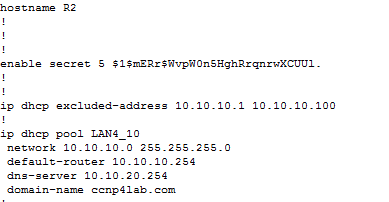 hostname R2
!
!
!
enable secret 5 $1$mERr$WvpW0n5HghRrqnrwXCUUl.
!
!
ip dhcp excluded-address 10.10.10.1 10.10.10.100
!
ip dhcp pool LAN4_10
network 10.10.10.0 255.255.255.0
default-router 10.10.10.254
dns-server 10.10.20.254
domain-name ccnp4lab.com